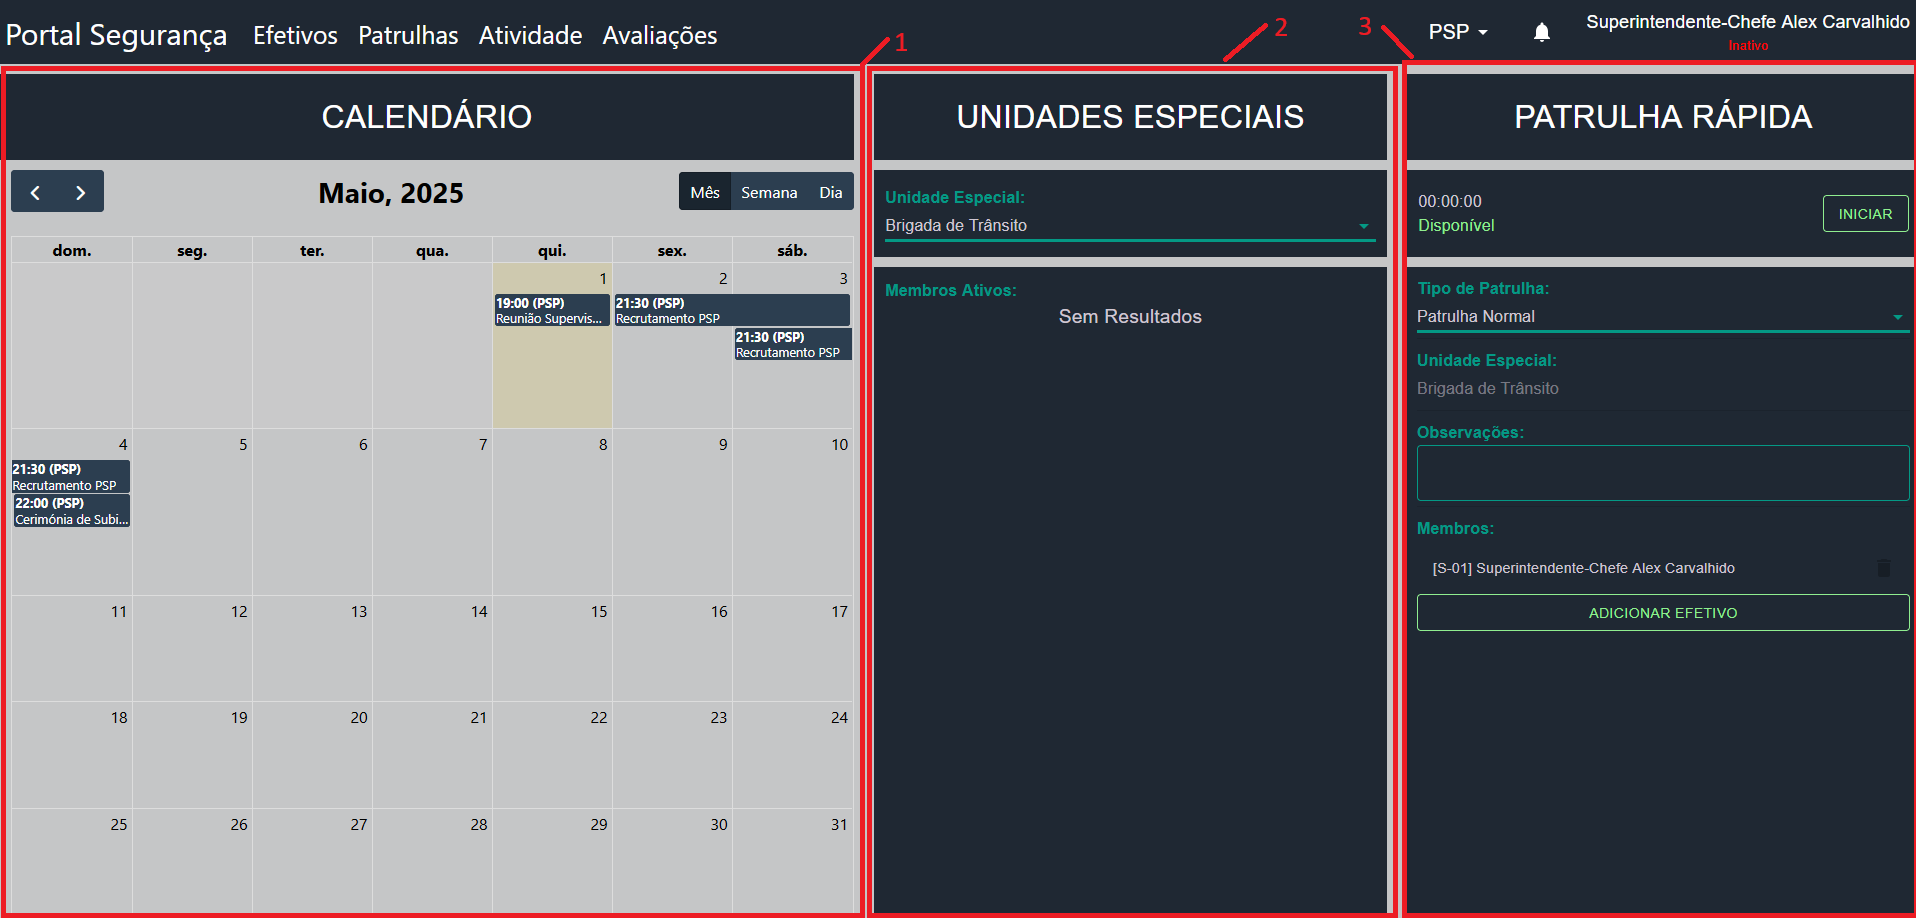 Portal Segurança Efetivos Patrulhas Atividade Avaliações
1
2
3
PSP
Superintendente-Chefe Alex Carvalhido
Inativo
CALENDÁRIO
Maio, 2025
Mês Semana Dia
dom. seg. ter. qua. qui. sex. sáb.
1 2 3
19:00 (PSP)
Reunião Supervis...
21:30 (PSP)
Recrutamento PSP
21:30 (PSP)
Recrutamento PSP
4 5 6 7 8 9 10
21:30 (PSP)
Recrutamento PSP
22:00 (PSP)
Cerimónia de Subi...
11 12 13 14 15 16 17
18 19 20 21 22 23 24
25 26 27 28 29 30 31
UNIDADES ESPECIAIS
Unidade Especial:
Brigada de Trânsito
Membros Ativos:
Sem Resultados
PATRULHA RÁPIDA
00:00:00
Disponível
INICIAR
Tipo de Patrulha:
Patrulha Normal
Unidade Especial:
Brigada de Trânsito
Observações:
Membros:
[S-01] Superintendente-Chefe Alex Carvalhido
ADICIONAR EFETIVO